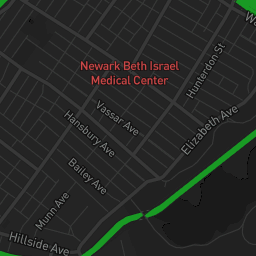 Wa
Newark Beth Israel
Medical Center
Hunterdon St
Vassar Ave
Elizabeth Ave
Hansbury Ave
Bailey Ave
Munn Ave
Hillside Ave